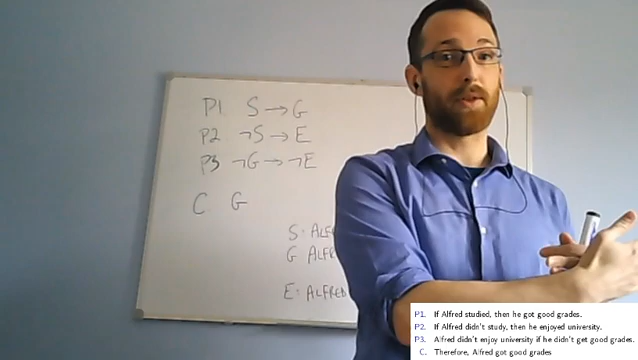 P1 S → G
P2 ¬S → E
P3 ¬G → ¬E
C G
S: ALF
G ALF
E: ALFRED
P1. If Alfred studied, then he got good grades.
P2. If Alfred didn't study, then he enjoyed university.
P3. Alfred didn't enjoy university if he didn't get good grades.
C. Therefore, Alfred got good grades